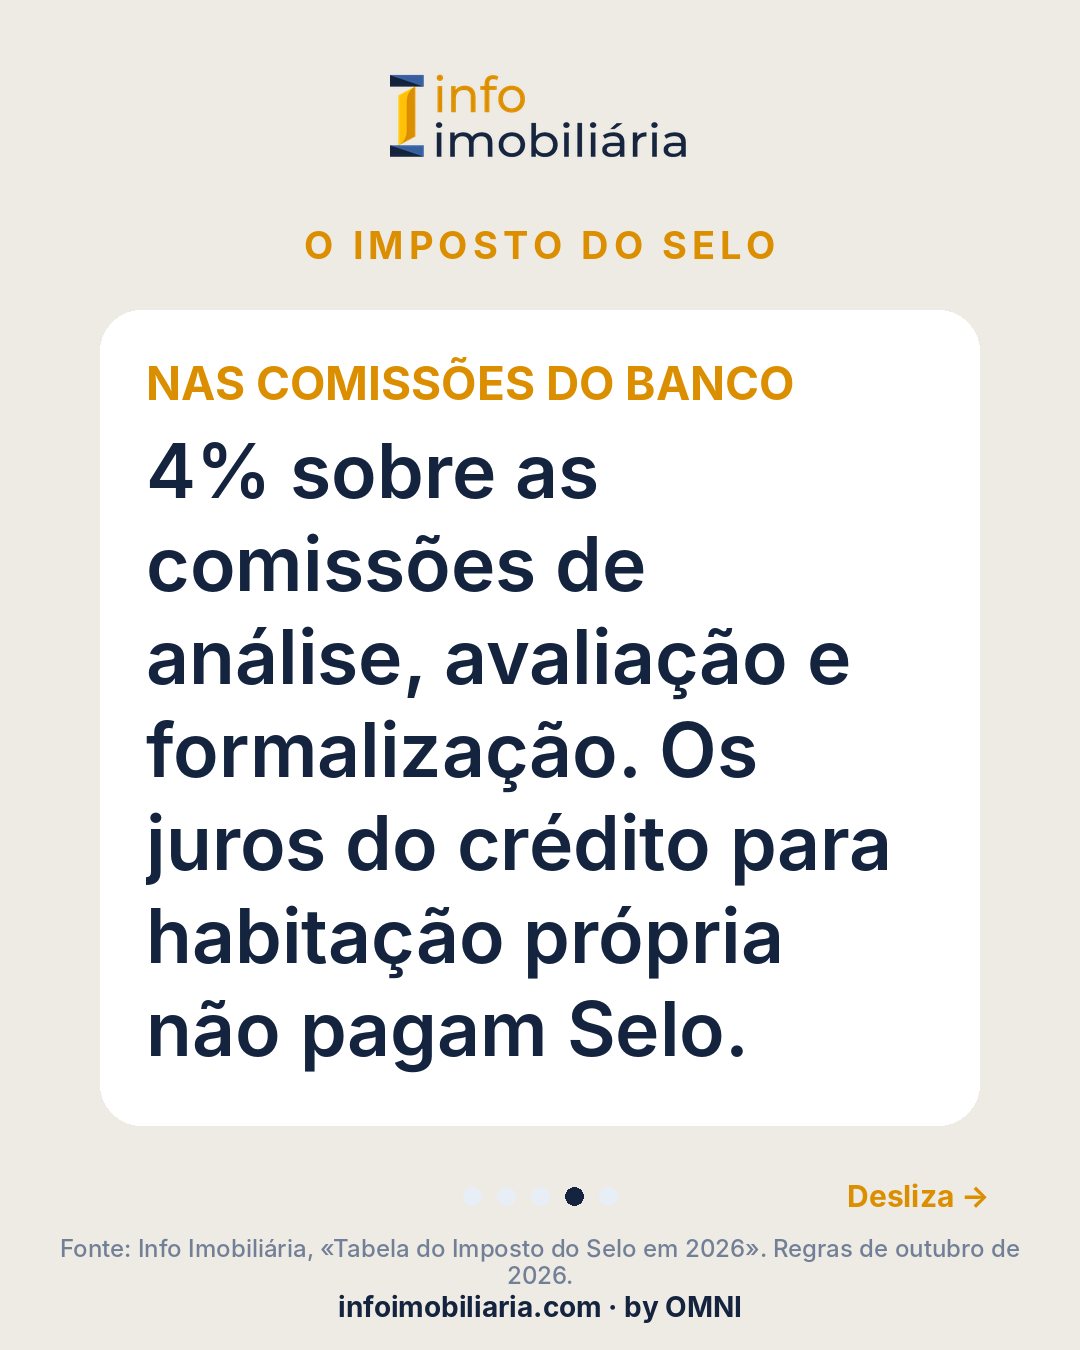 info
imobiliária
O IMPOSTO DO SELO
NAS COMISSÕES DO BANCO
4% sobre as
comissões de
análise, avaliação e
formalização. Os
juros do crédito para
habitação própria
não pagam Selo.
Desliza →
Fonte: Info Imobiliária, «Tabela do Imposto do Selo em 2026». Regras de outubro de
2026.
infoimobiliaria.com · by OMNI